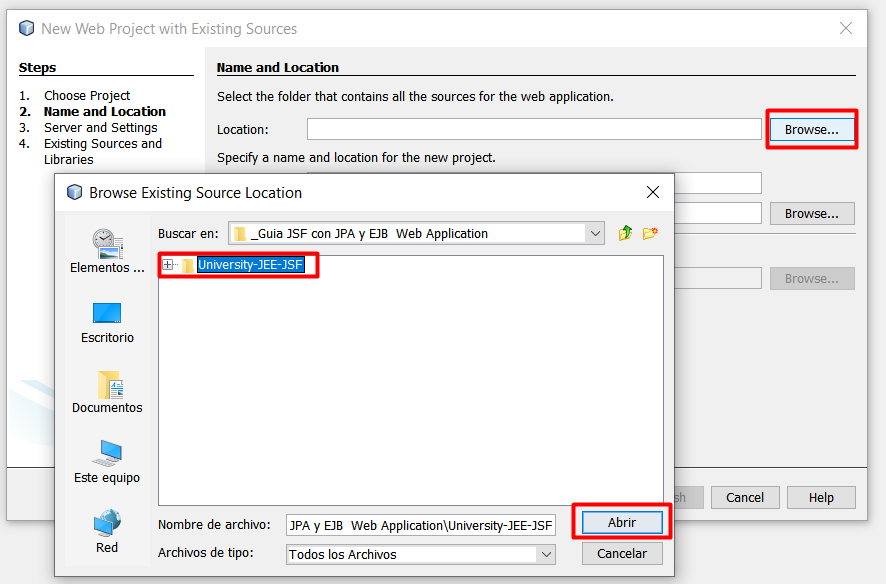 New Web Project with Existing Sources
Steps
1. Choose Project
2. Name and Location
3. Server and Settings
4. Existing Sources and
Libraries
Name and Location
Select the folder that contains all the sources for the web application.
Location:
Browse...
Specify a name and location for the new project.
Browse...
Browse...
Cancel
Help
Browse Existing Source Location
Buscar en:
_Guia JSF con JPA y EJB Web Application
Elementos ...
Escritorio
Documentos
Este equipo
Red
University-JEE-JSF
Nombre de archivo:
JPA y EJB Web Application\University-JEE-JSF
Abrir
Archivos de tipo:
Todos los Archivos
Cancelar